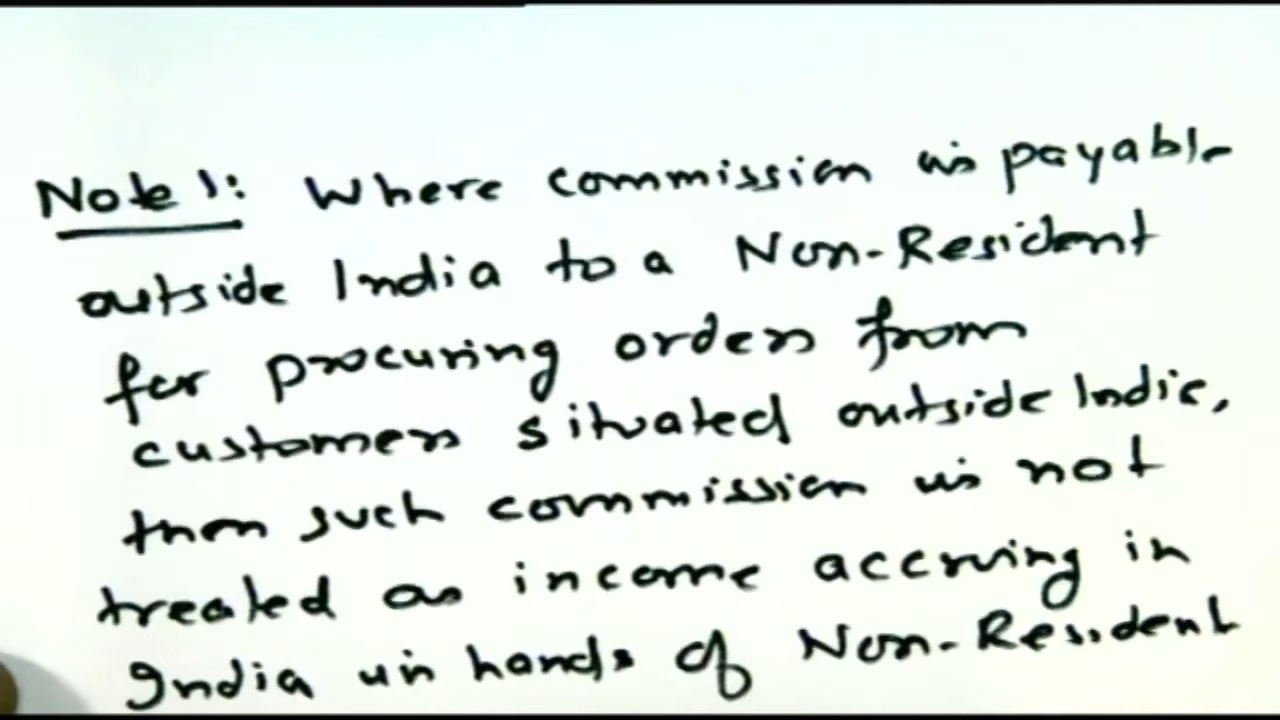 Note 1: Where commission is payable
outside India to a Non-Resident
for procuring orders from
customers situated outside India,
then such commission is not
treated as income accruing in
India in hands of Non-Resident